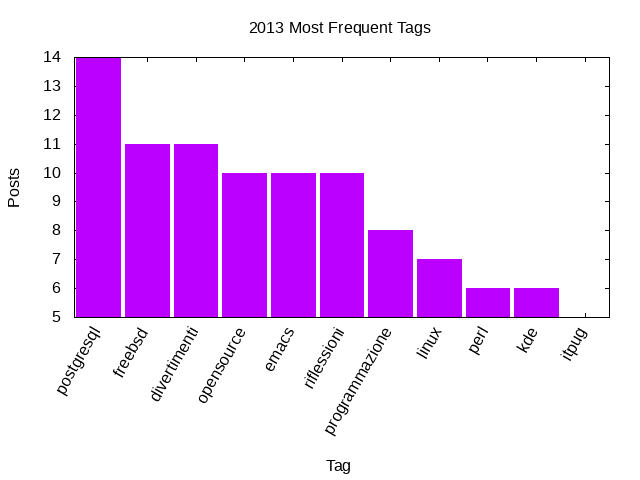 2013 Most Frequent Tags
14
13
12
11
10
9
8
7
6
5
Posts
postgresql
freebsd
divertimenti
opensource
emacs
riflessioni
programmazione
linux
perl
kde
itpug
Tag